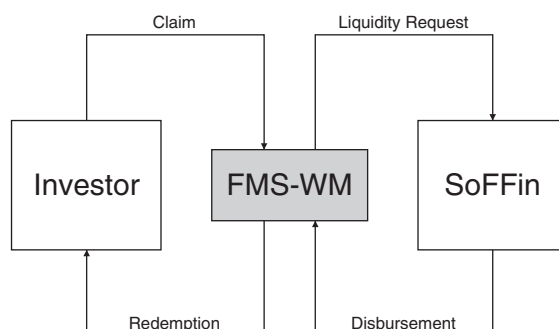 Claim
Liquidity Request
Investor
FMS-WM
SoFFin
Redemption
Disbursement